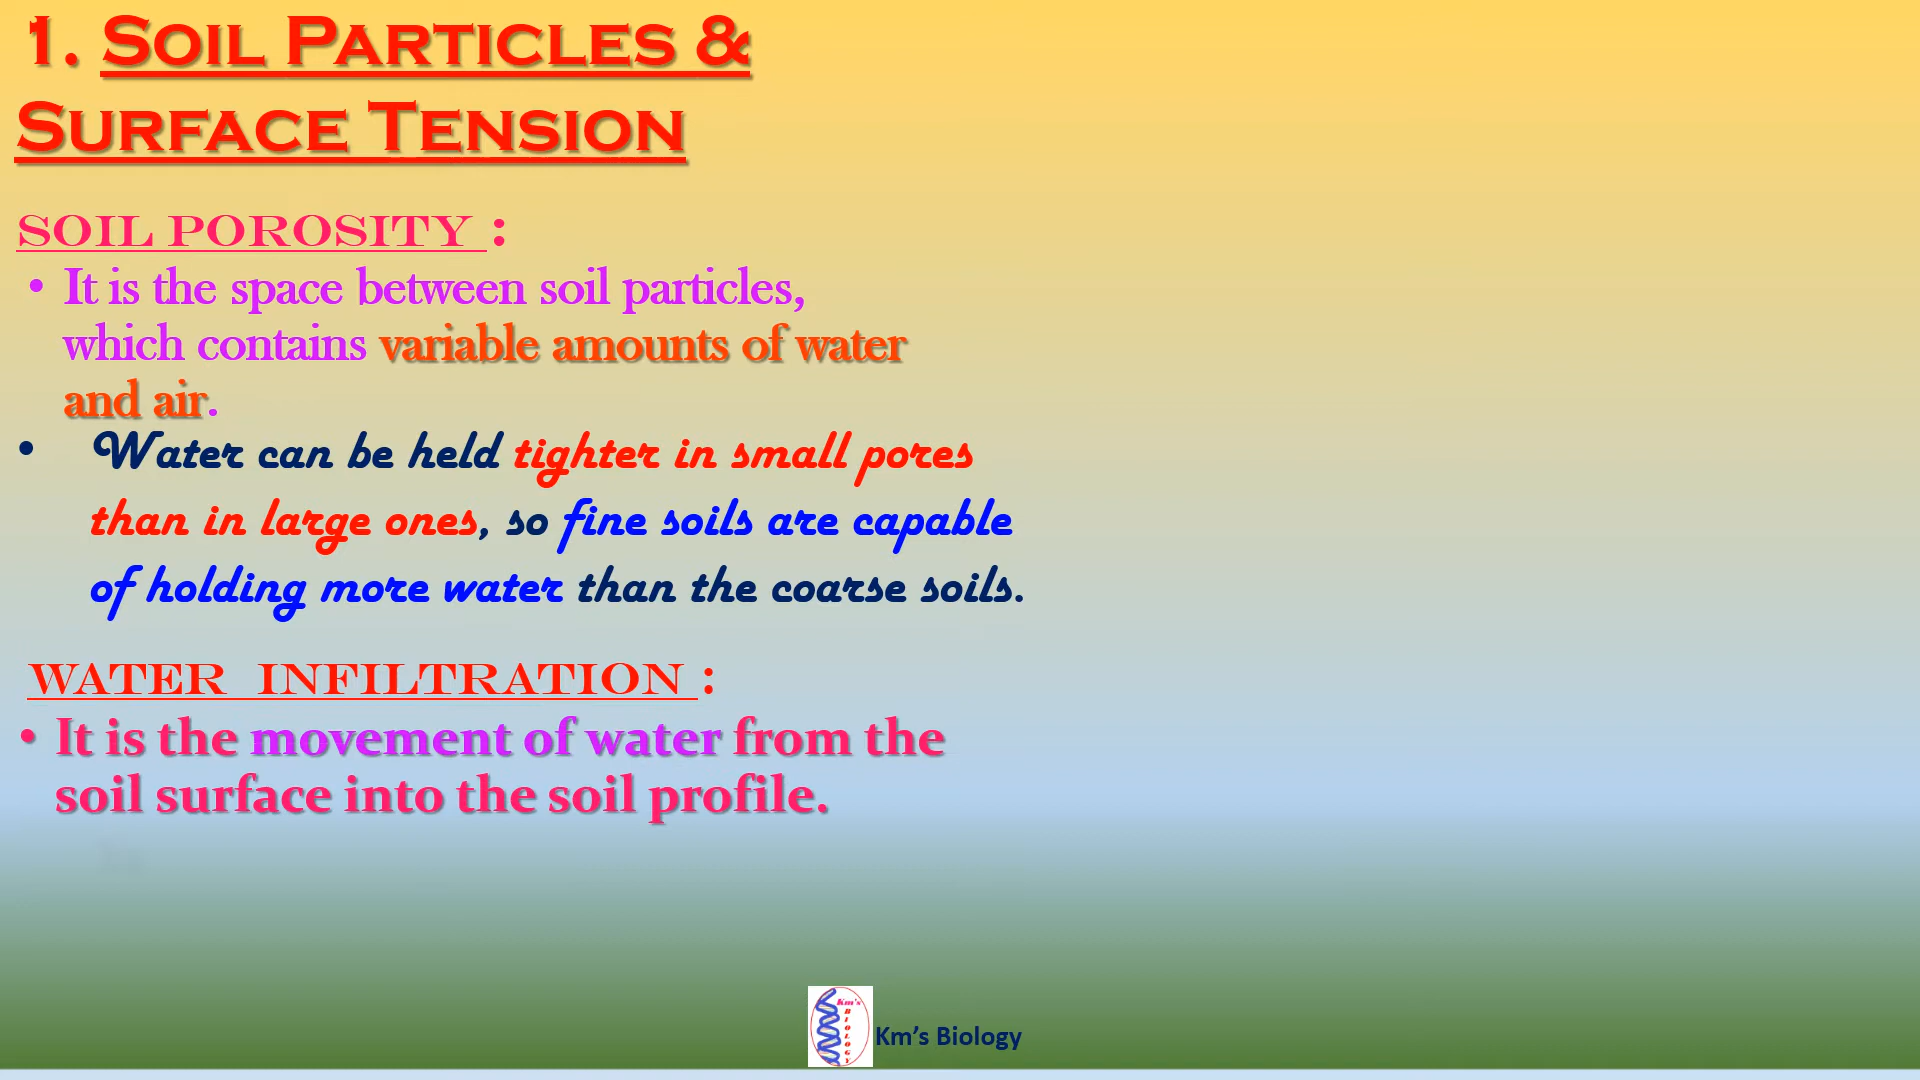 1. Soil Particles &
Surface Tension
SOIL POROSITY :
• It is the space between soil particles,
which contains variable amounts of water
and air.
• Water can be held tighter in small pores
than in large ones, so fine soils are capable
of holding more water than the coarse soils.
WATER INFILTRATION :
• It is the movement of water from the
soil surface into the soil profile.
Km's
BIOLOGY
Km’s Biology